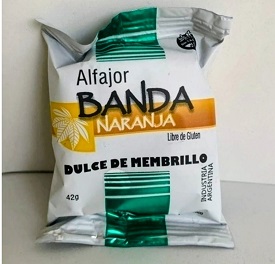 Alfajor
BANDA
NARANJA
Libre de Gluten
DULCE DE MEMBRILLO
42g
INDUSTRIA
ARGENTINA